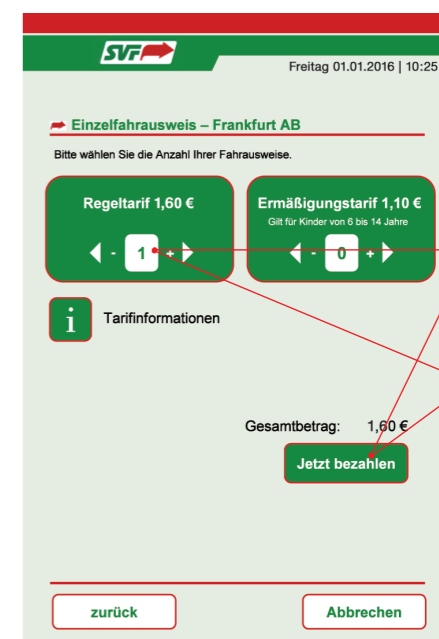 SVF
Freitag 01.01.2016 | 10:25
Einzelfahrausweis – Frankfurt AB
Bitte wählen Sie die Anzahl Ihrer Fahrausweise.
Regeltarif 1,60 €
- 1 +
Ermäßigungstarif 1,10 €
Gilt für Kinder von 6 bis 14 Jahre
- 0 +
i
Tarifinformationen
Gesamtbetrag: 1,60 €
Jetzt bezahlen
zurück
Abbrechen